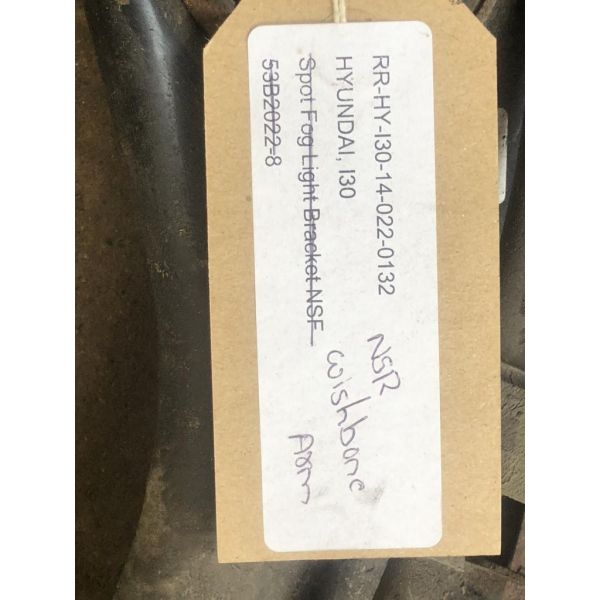 RR-HY-I30-14-022-0132
HYUNDAI, I30
Spot Fog Light Bracket NSF
53B2022-8
NSR
wishbone
Arm